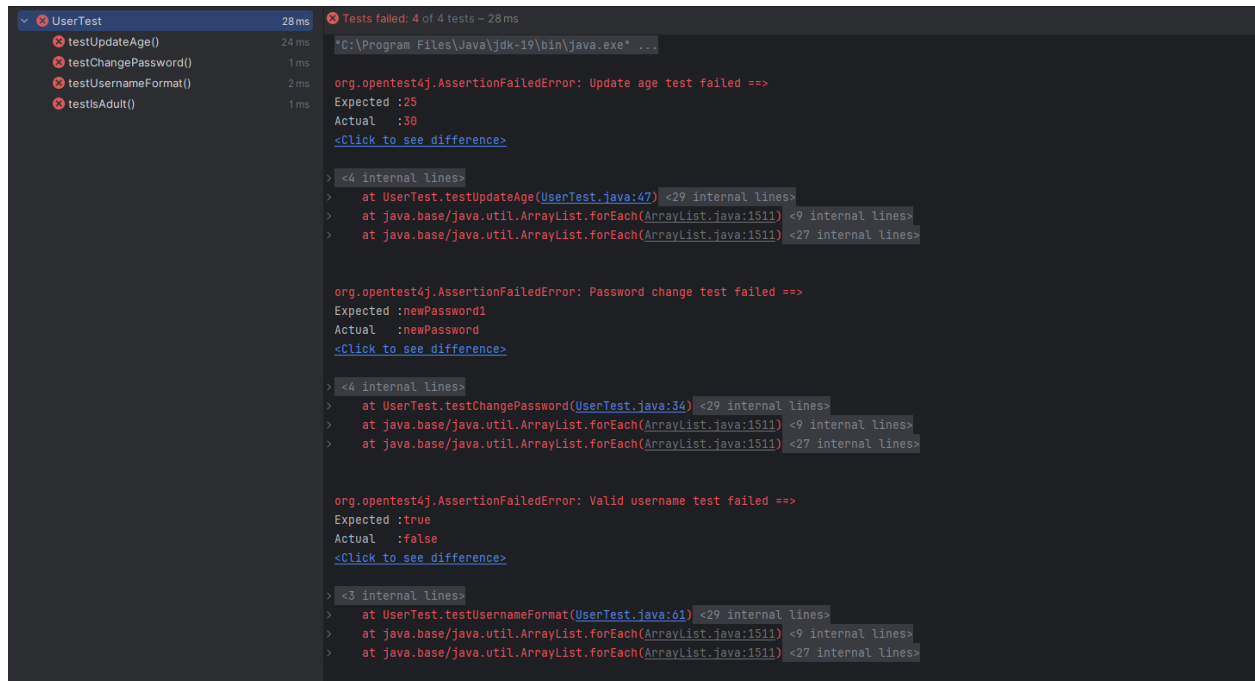 UserTest 28 ms
testUpdateAge() 24 ms
testChangePassword() 1 ms
testUsernameFormat() 2 ms
testIsAdult() 1 ms
Tests failed: 4 of 4 tests – 28 ms
"C:\Program Files\Java\jdk-19\bin\java.exe" ...
org.opentest4j.AssertionFailedError: Update age test failed ==>
Expected :25
Actual   :30
<Click to see difference>
<4 internal lines>
at UserTest.testUpdateAge(UserTest.java:47) <29 internal lines>
at java.base/java.util.ArrayList.forEach(ArrayList.java:1511) <9 internal lines>
at java.base/java.util.ArrayList.forEach(ArrayList.java:1511) <27 internal lines>
org.opentest4j.AssertionFailedError: Password change test failed ==>
Expected :newPassword1
Actual   :newPassword
<Click to see difference>
<4 internal lines>
at UserTest.testChangePassword(UserTest.java:34) <29 internal lines>
at java.base/java.util.ArrayList.forEach(ArrayList.java:1511) <9 internal lines>
at java.base/java.util.ArrayList.forEach(ArrayList.java:1511) <27 internal lines>
org.opentest4j.AssertionFailedError: Valid username test failed ==>
Expected :true
Actual   :false
<Click to see difference>
<3 internal lines>
at UserTest.testUsernameFormat(UserTest.java:61) <29 internal lines>
at java.base/java.util.ArrayList.forEach(ArrayList.java:1511) <9 internal lines>
at java.base/java.util.ArrayList.forEach(ArrayList.java:1511) <27 internal lines>